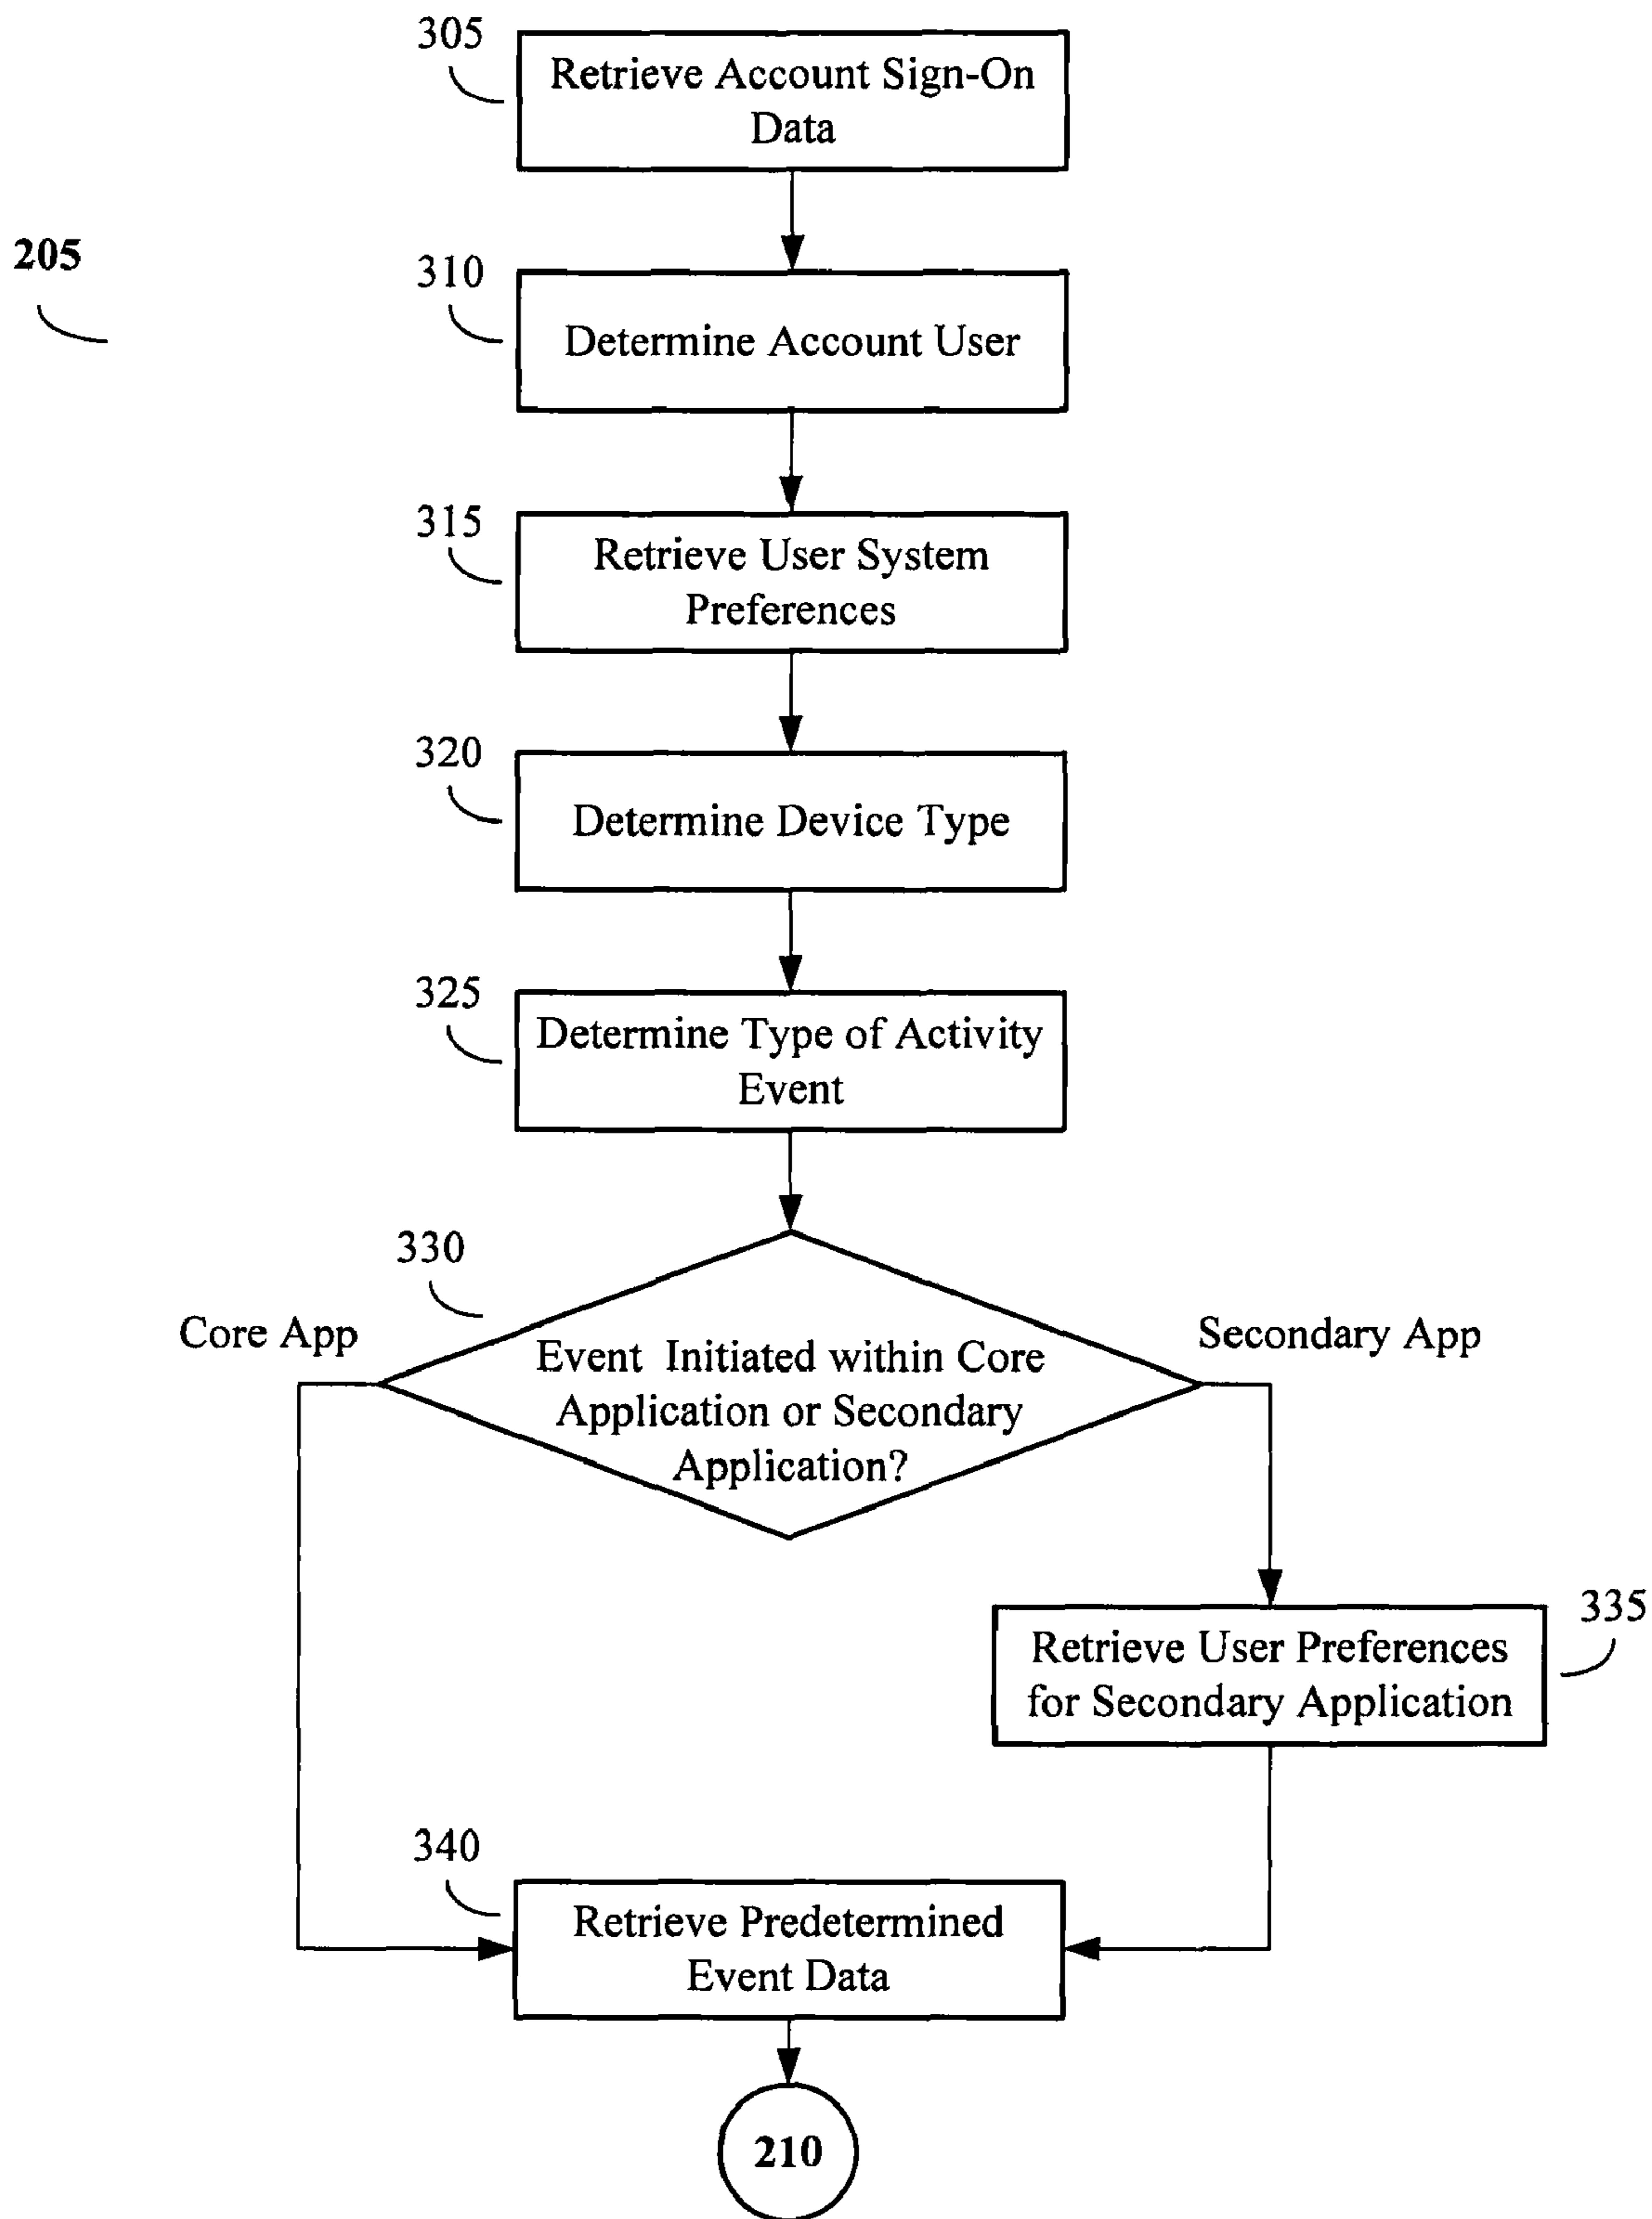 305
Retrieve Account Sign-On
Data
205
310
Determine Account User
315
Retrieve User System
Preferences
320
Determine Device Type
325
Determine Type of Activity
Event
330
Core App
Secondary App
Event Initiated within Core
Application or Secondary
Application?
335
Retrieve User Preferences
for Secondary Application
340
Retrieve Predetermined
Event Data
210